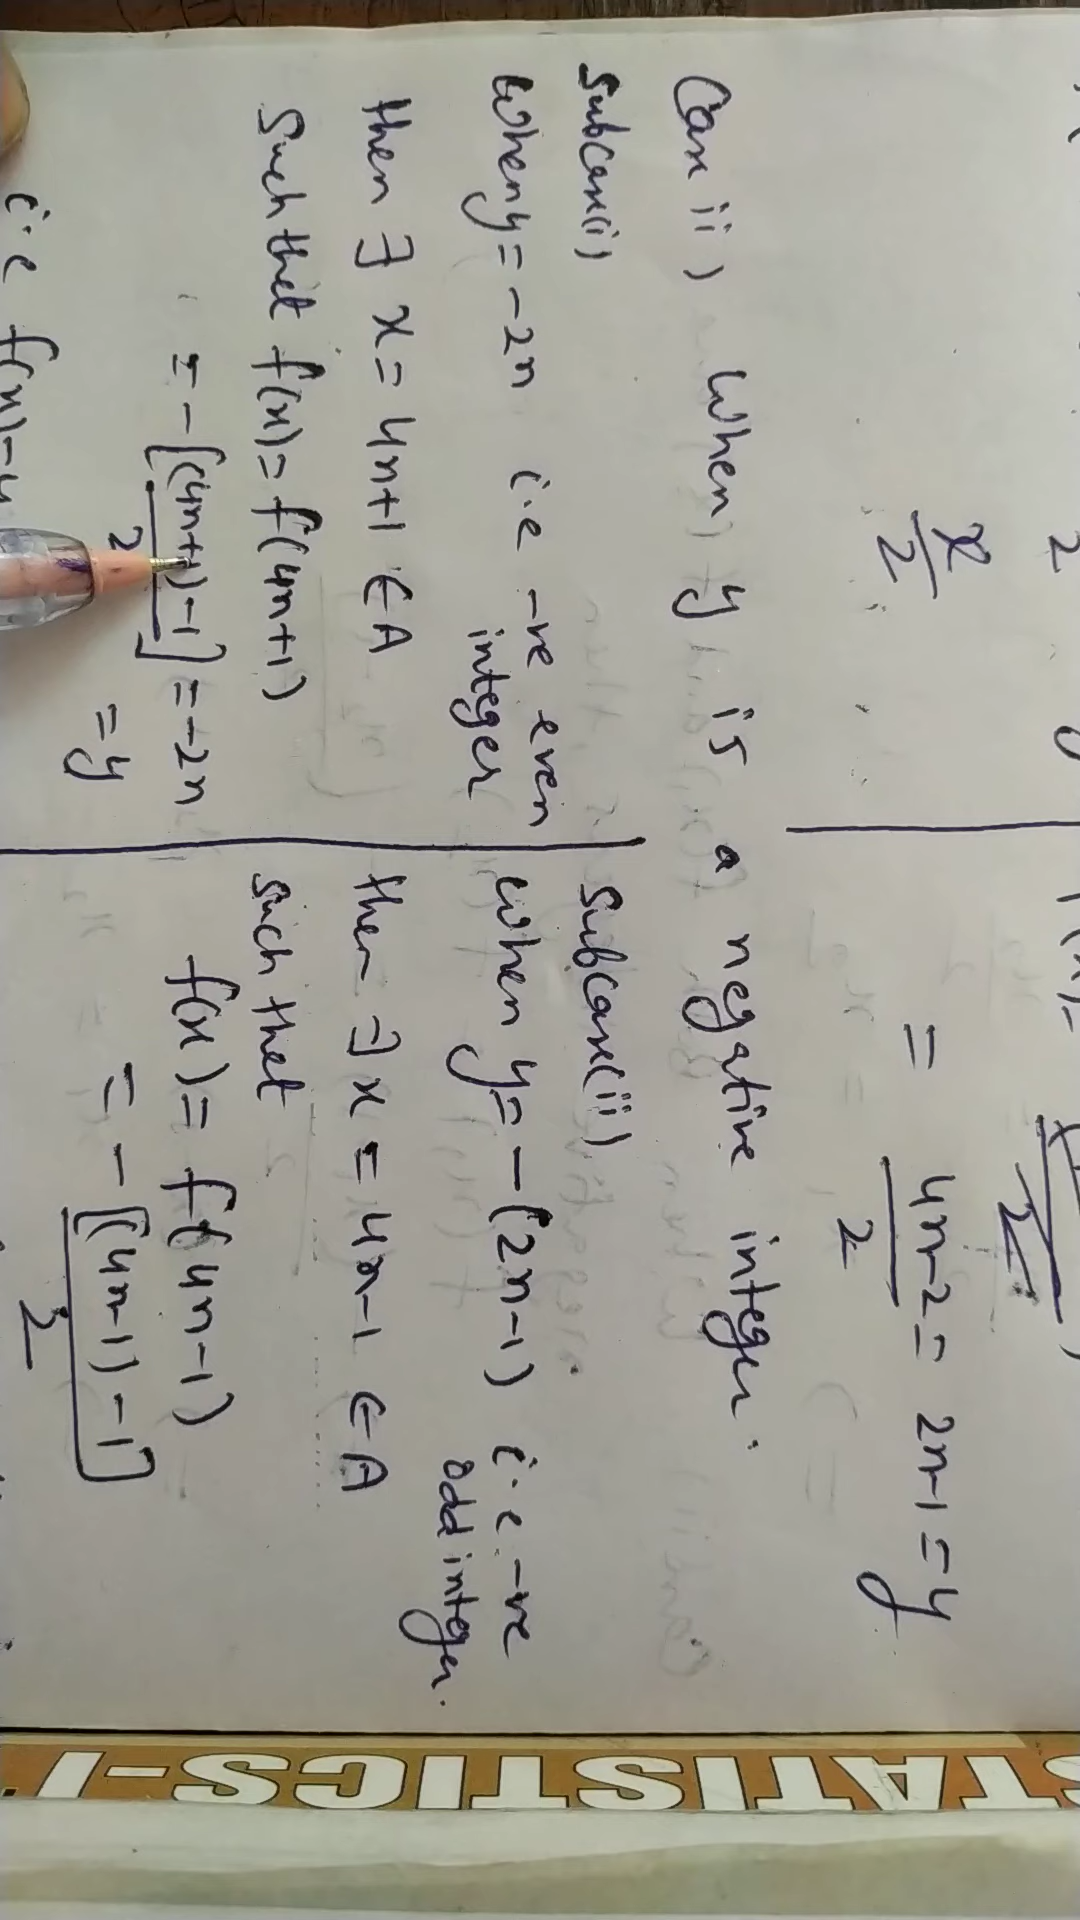 x/2
= 4n-2/2 = 2n-1 = y
Case ii) When y is a negative integer.
Subcase(i)
When y = -2n i.e -ve even integer
then ∃ x = 4n+1 ∈ A
Such that f(x) = f(4n+1)
= -[(4n+1)-1]/2 = -2n
= y
i.e f(x)=y
Subcase(ii)
When y = -(2n-1) i.e -ve odd integer.
then ∃ x = 4n-1 ∈ A
such that
f(x) = f(4n-1)
= -[(4n-1)-1]/2
TATISTICS-1